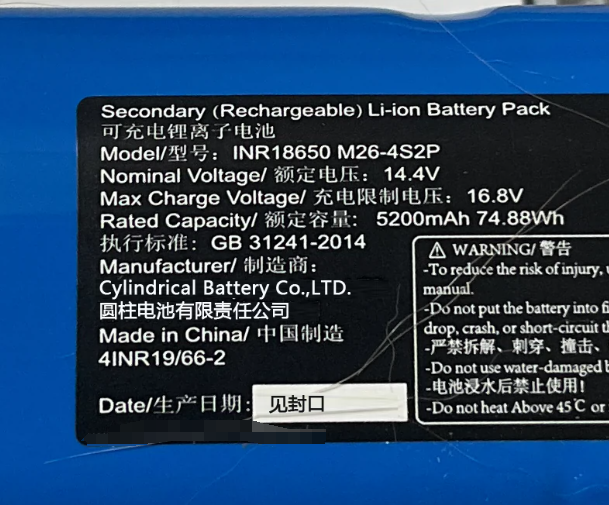 Secondary (Rechargeable) Li-ion Battery Pack
可充电锂离子电池
Model/型号：INR18650 M26-4S2P
Nominal Voltage/ 额定电压：14.4V
Max Charge Voltage/ 充电限制电压：16.8V
Rated Capacity/ 额定容量: 5200mAh 74.88Wh
执行标准：GB 31241-2014
Manufacturer/ 制造商：
Cylindrical Battery Co.,LTD.
圆柱电池有限责任公司
Made in China/ 中国制造
4INR19/66-2
Date/生产日期: 见封口
⚠ WARNING/ 警告
-To reduce the risk of injury,
manual.
-Do not put the battery into
drop, crash, or short-circuit
-严禁拆解、刺穿、撞击、
-Do not use water-damaged
-电池浸水后禁止使用！
-Do not heat Above 45℃ or